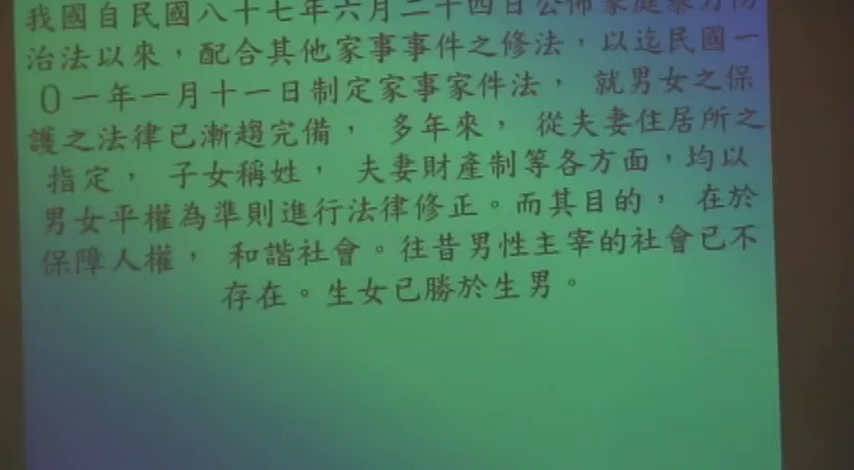 我國自民國八十七年六月二十四日公佈家庭暴力防
治法以來，配合其他家事事件之修法，以迄民國一
０一年一月十一日制定家事家件法， 就男女之保
護之法律已漸趨完備， 多年來， 從夫妻住居所之
指定， 子女稱姓， 夫妻財產制等各方面，均以
男女平權為準則進行法律修正。而其目的， 在於
保障人權， 和諧社會。往昔男性主宰的社會已不
存在。生女已勝於生男。